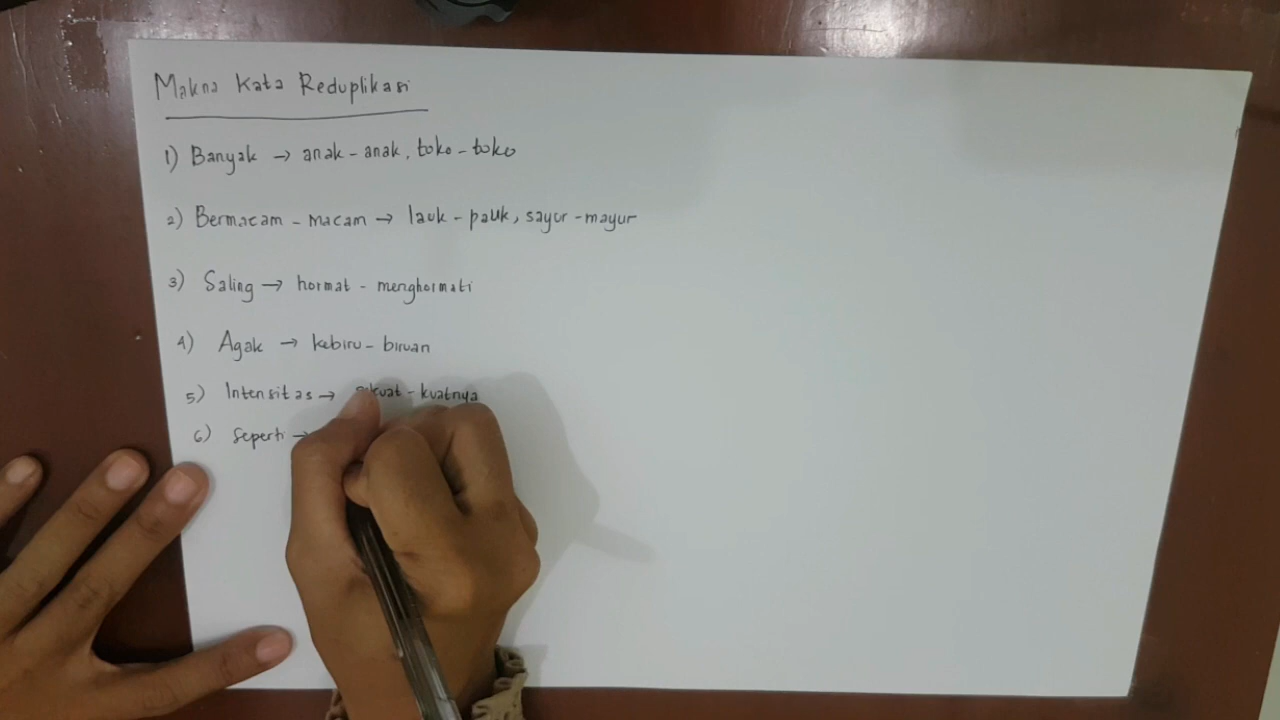 Makna Kata Reduplikasi
1) Banyak → anak - anak, toko - toko
2) Bermacam - macam → lauk - pauk, sayur - mayur
3) Saling → hormat - menghormati
4) Agak → kebiru - biruan
5) Intensitas → sekuat - kuatnya
6) Seperti →